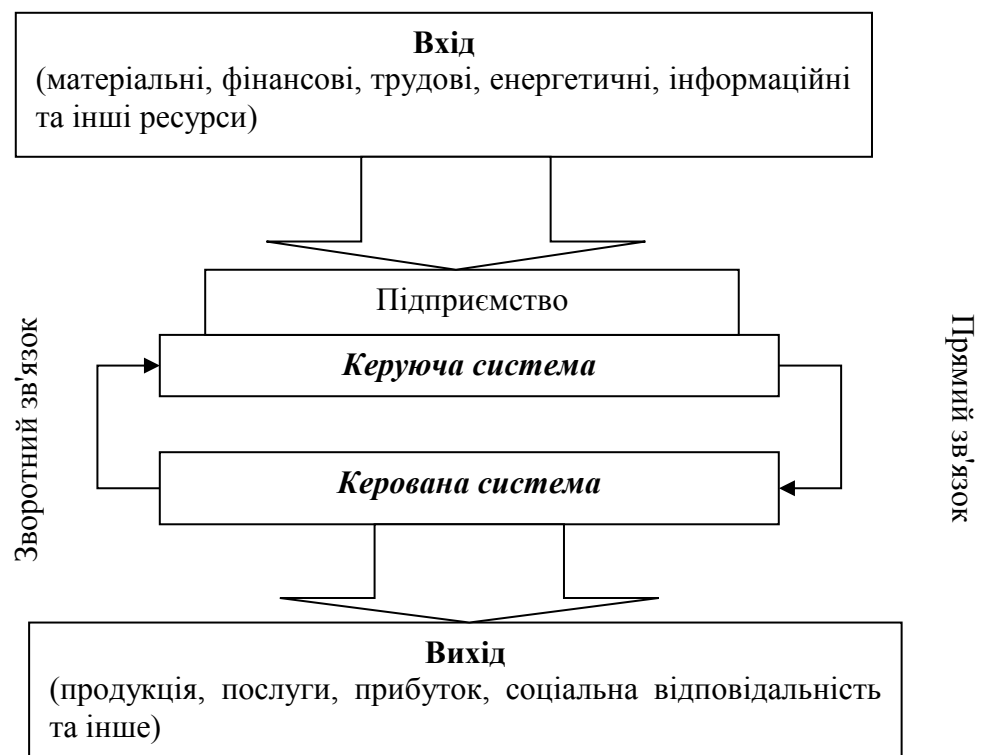 Вхід
(матеріальні, фінансові, трудові, енергетичні, інформаційні
та інші ресурси)
Підприємство
Керуюча система
Зворотний зв'язок
Прямий зв'язок
Керована система
Вихід
(продукція, послуги, прибуток, соціальна відповідальність
та інше)